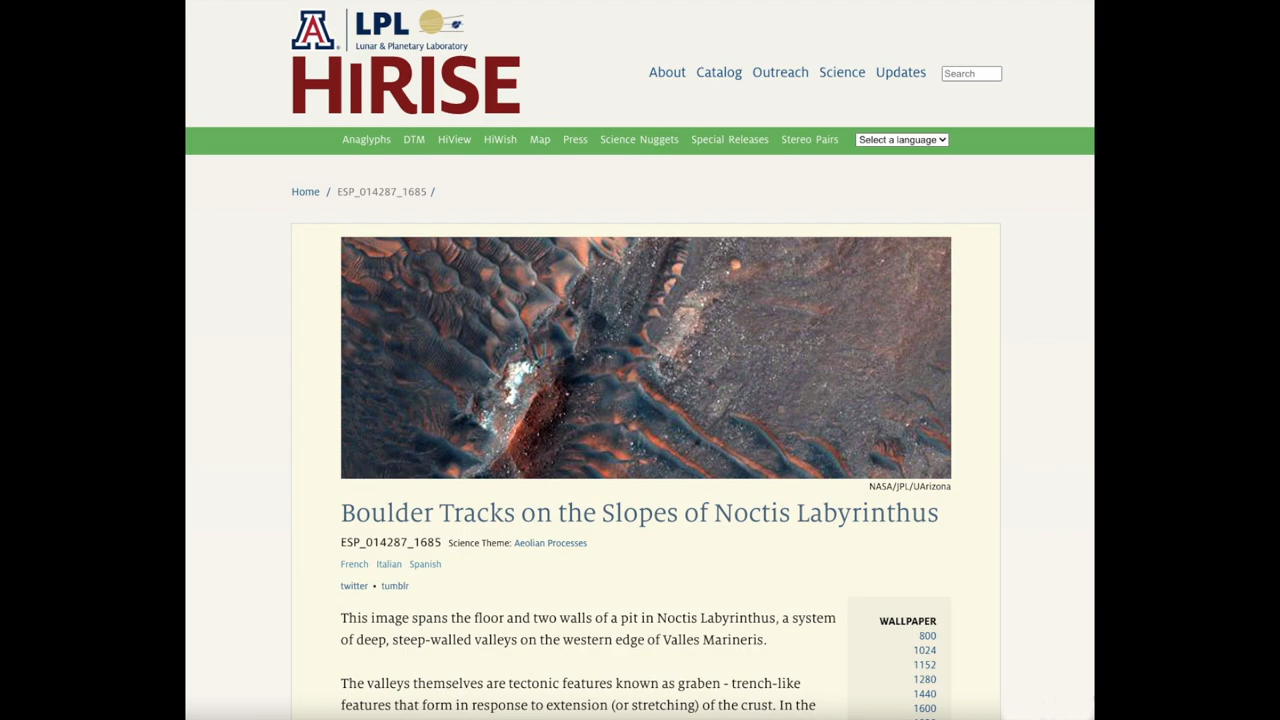 A LPL
Lunar & Planetary Laboratory
HiRISE
About Catalog Outreach Science Updates Search
Anaglyphs DTM HiView HiWish Map Press Science Nuggets Special Releases Stereo Pairs Select a language
Home / ESP_014287_1685 /
NASA/JPL/UArizona
Boulder Tracks on the Slopes of Noctis Labyrinthus
ESP_014287_1685 Science Theme: Aeolian Processes
French Italian Spanish
twitter • tumblr
This image spans the floor and two walls of a pit in Noctis Labyrinthus, a system
of deep, steep-walled valleys on the western edge of Valles Marineris.
The valleys themselves are tectonic features known as graben - trench-like
features that form in response to extension (or stretching) of the crust. In the
WALLPAPER
800
1024
1152
1280
1440
1600